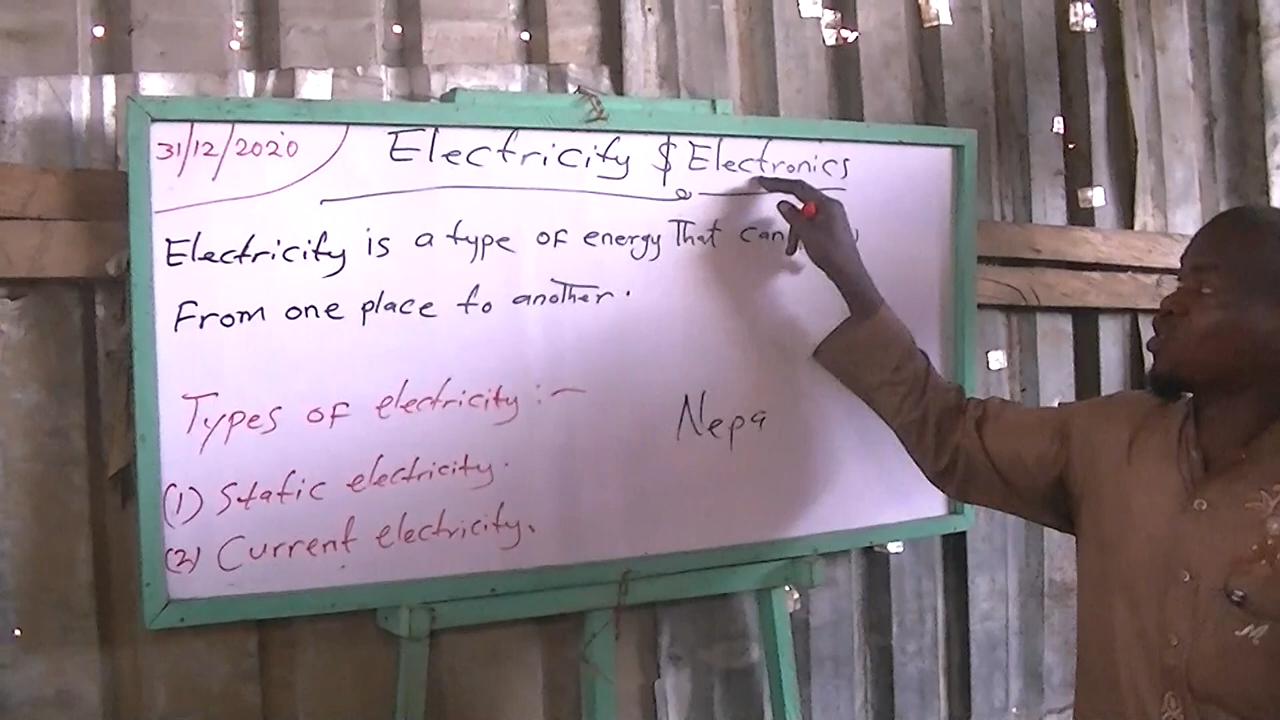 31/12/2020
Electricity $ Electronics
Electricity is a type of energy That can
From one place to another.
Types of electricity :-
Nepa
(1) Static electricity.
(2) Current electricity.